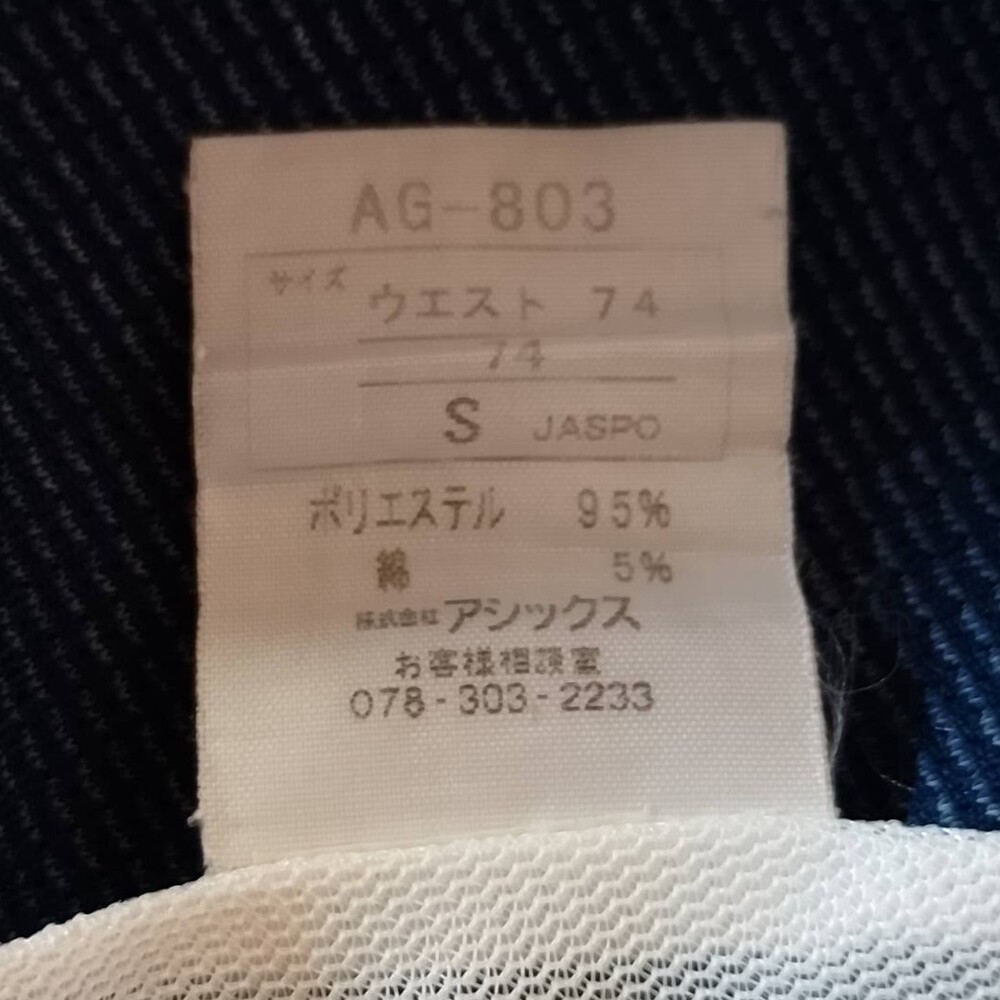 AG-803
サイズ
ウエスト 74
74
S JASPO
ポリエステル 95%
綿 5%
株式会社アシックス
お客様相談室
078-303-2233